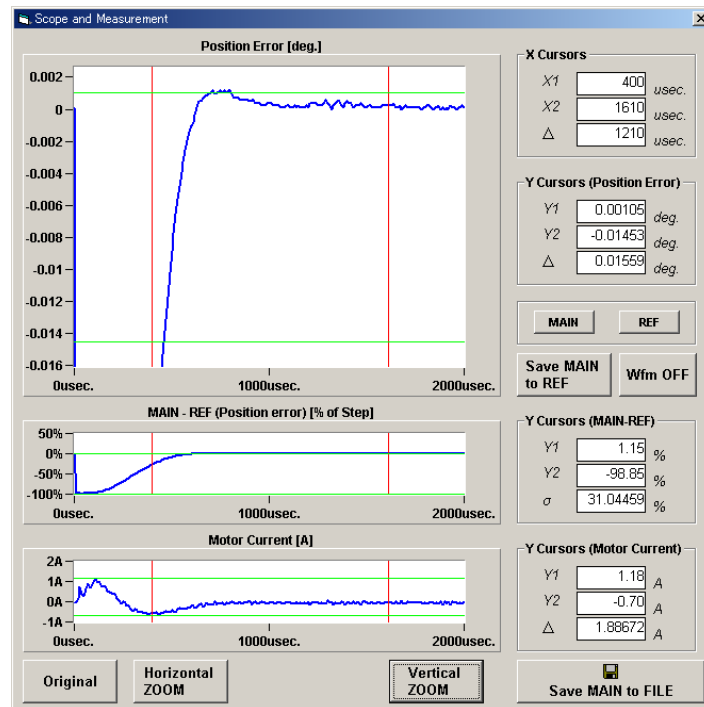 Scope and Measurement
Position Error [deg.]
0.002
0
-0.002
-0.004
-0.006
-0.008
-0.01
-0.012
-0.014
-0.016
0usec.
1000usec.
2000usec.
MAIN - REF (Position error) [% of Step]
50%
0%
-100%
0usec.
1000usec.
2000usec.
Motor Current [A]
2A
1A
0A
-1A
0usec.
1000usec.
2000usec.
Original
Horizontal
ZOOM
Vertical
ZOOM
X Cursors
X1 400 usec.
X2 1610 usec.
△ 1210 usec.
Y Cursors (Position Error)
Y1 0.00105 deg.
Y2 -0.01453 deg.
△ 0.01559 deg.
MAIN
REF
Save MAIN
to REF
Wfm OFF
Y Cursors (MAIN-REF)
Y1 1.15 %
Y2 -98.85 %
σ 31.04459 %
Y Cursors (Motor Current)
Y1 1.18 A
Y2 -0.70 A
△ 1.88672 A
Save MAIN to FILE